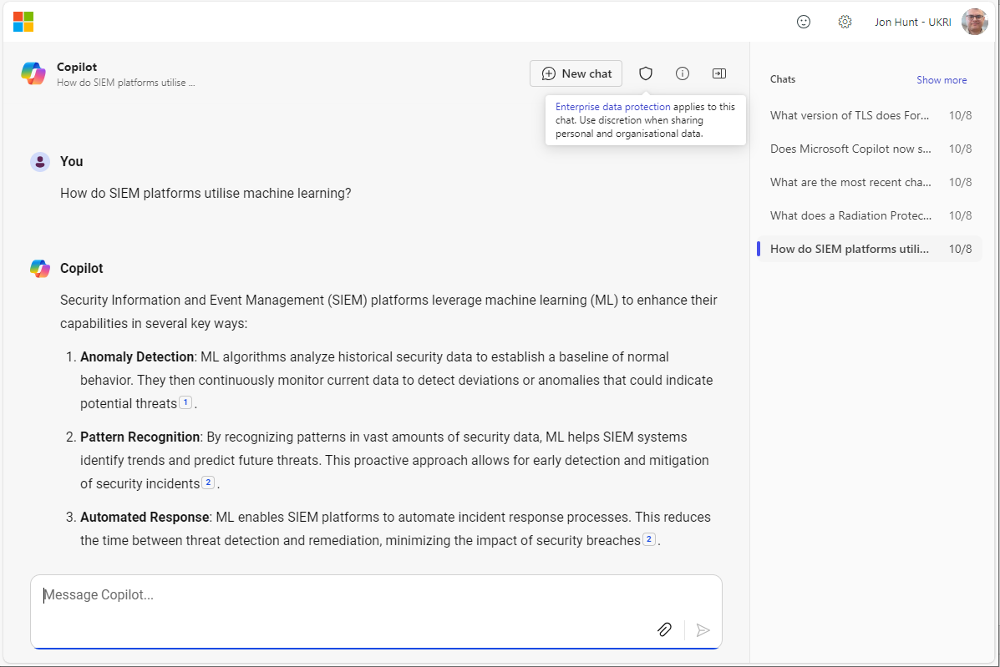 Jon Hunt - UKRI
Copilot
How do SIEM platforms utilise ...
New chat
Enterprise data protection applies to this
chat. Use discretion when sharing
personal and organisational data.
You
How do SIEM platforms utilise machine learning?
Copilot
Security Information and Event Management (SIEM) platforms leverage machine learning (ML) to enhance their
capabilities in several key ways:
1. Anomaly Detection: ML algorithms analyze historical security data to establish a baseline of normal
behavior. They then continuously monitor current data to detect deviations or anomalies that could indicate
potential threats 1 .
2. Pattern Recognition: By recognizing patterns in vast amounts of security data, ML helps SIEM systems
identify trends and predict future threats. This proactive approach allows for early detection and mitigation
of security incidents 2 .
3. Automated Response: ML enables SIEM platforms to automate incident response processes. This reduces
the time between threat detection and remediation, minimizing the impact of security breaches 2 .
Message Copilot...
Chats Show more
What version of TLS does For... 10/8
Does Microsoft Copilot now s... 10/8
What are the most recent cha... 10/8
What does a Radiation Protec... 10/8
How do SIEM platforms utili... 10/8